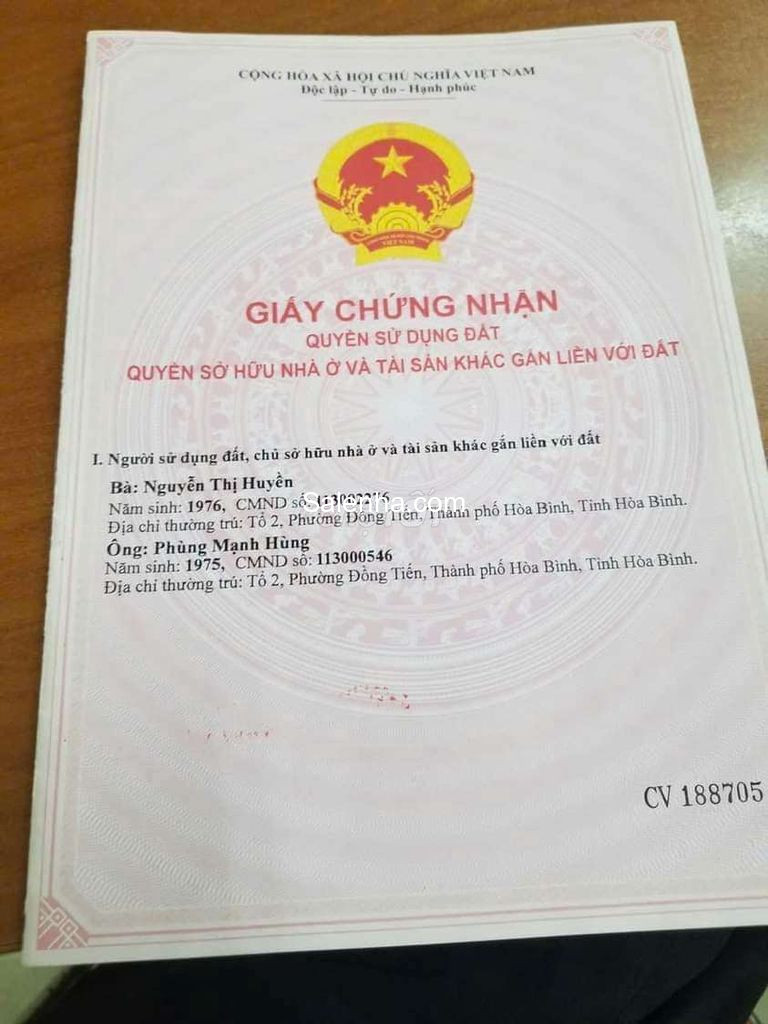 CỘNG HÒA XÃ HỘI CHỦ NGHĨA VIỆT NAM
Độc lập - Tự do - Hạnh phúc
VIỆT NAM
GIẤY CHỨNG NHẬN
QUYỀN SỬ DỤNG ĐẤT
QUYỀN SỞ HỮU NHÀ Ở VÀ TÀI SẢN KHÁC GẮN LIỀN VỚI ĐẤT
I. Người sử dụng đất, chủ sở hữu nhà ở và tài sản khác gắn liền với đất
Bà: Nguyễn Thị Huyền
Năm sinh: 1976, CMND số:
Salenha.com
Địa chỉ thường trú: Tổ 2, Phường Đồng Tiến, Thành phố Hòa Bình, Tỉnh Hòa Bình.
Ông: Phùng Mạnh Hùng
Năm sinh: 1975, CMND số: 113000546
Địa chỉ thường trú: Tổ 2, Phường Đồng Tiến, Thành phố Hòa Bình, Tỉnh Hòa Bình.
CV 188705